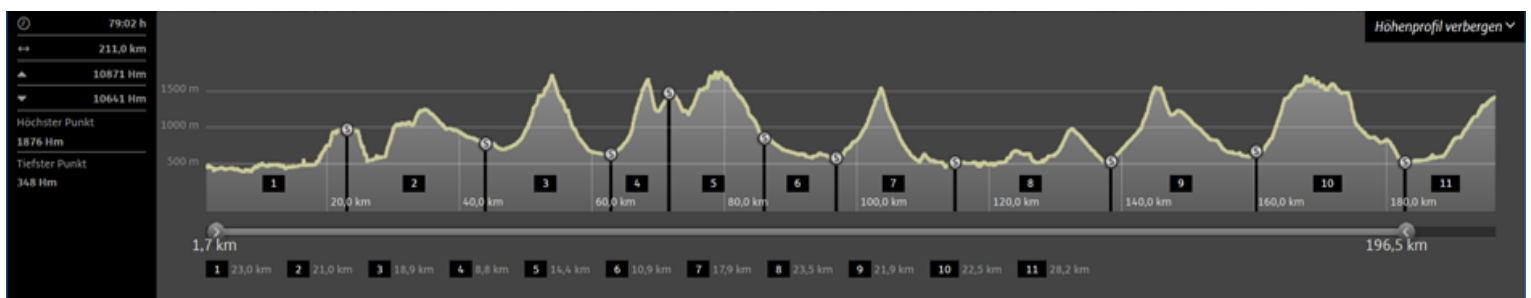 79:02 h
211,0 km
10871 Hm
10641 Hm
Höchster Punkt
1876 Hm
Tiefster Punkt
348 Hm
Höhenprofil verbergen
1500 m
1000 m
500 m
1 2 3 4 5 6 7 8 9 10 11
20,0 km 40,0 km 60,0 km 80,0 km 100,0 km 120,0 km 140,0 km 160,0 km 180,0 km
1,7 km 196,5 km
1 23,0 km 2 21,0 km 3 18,9 km 4 8,8 km 5 14,4 km 6 10,9 km 7 17,9 km 8 23,5 km 9 21,9 km 10 22,5 km 11 28,2 km